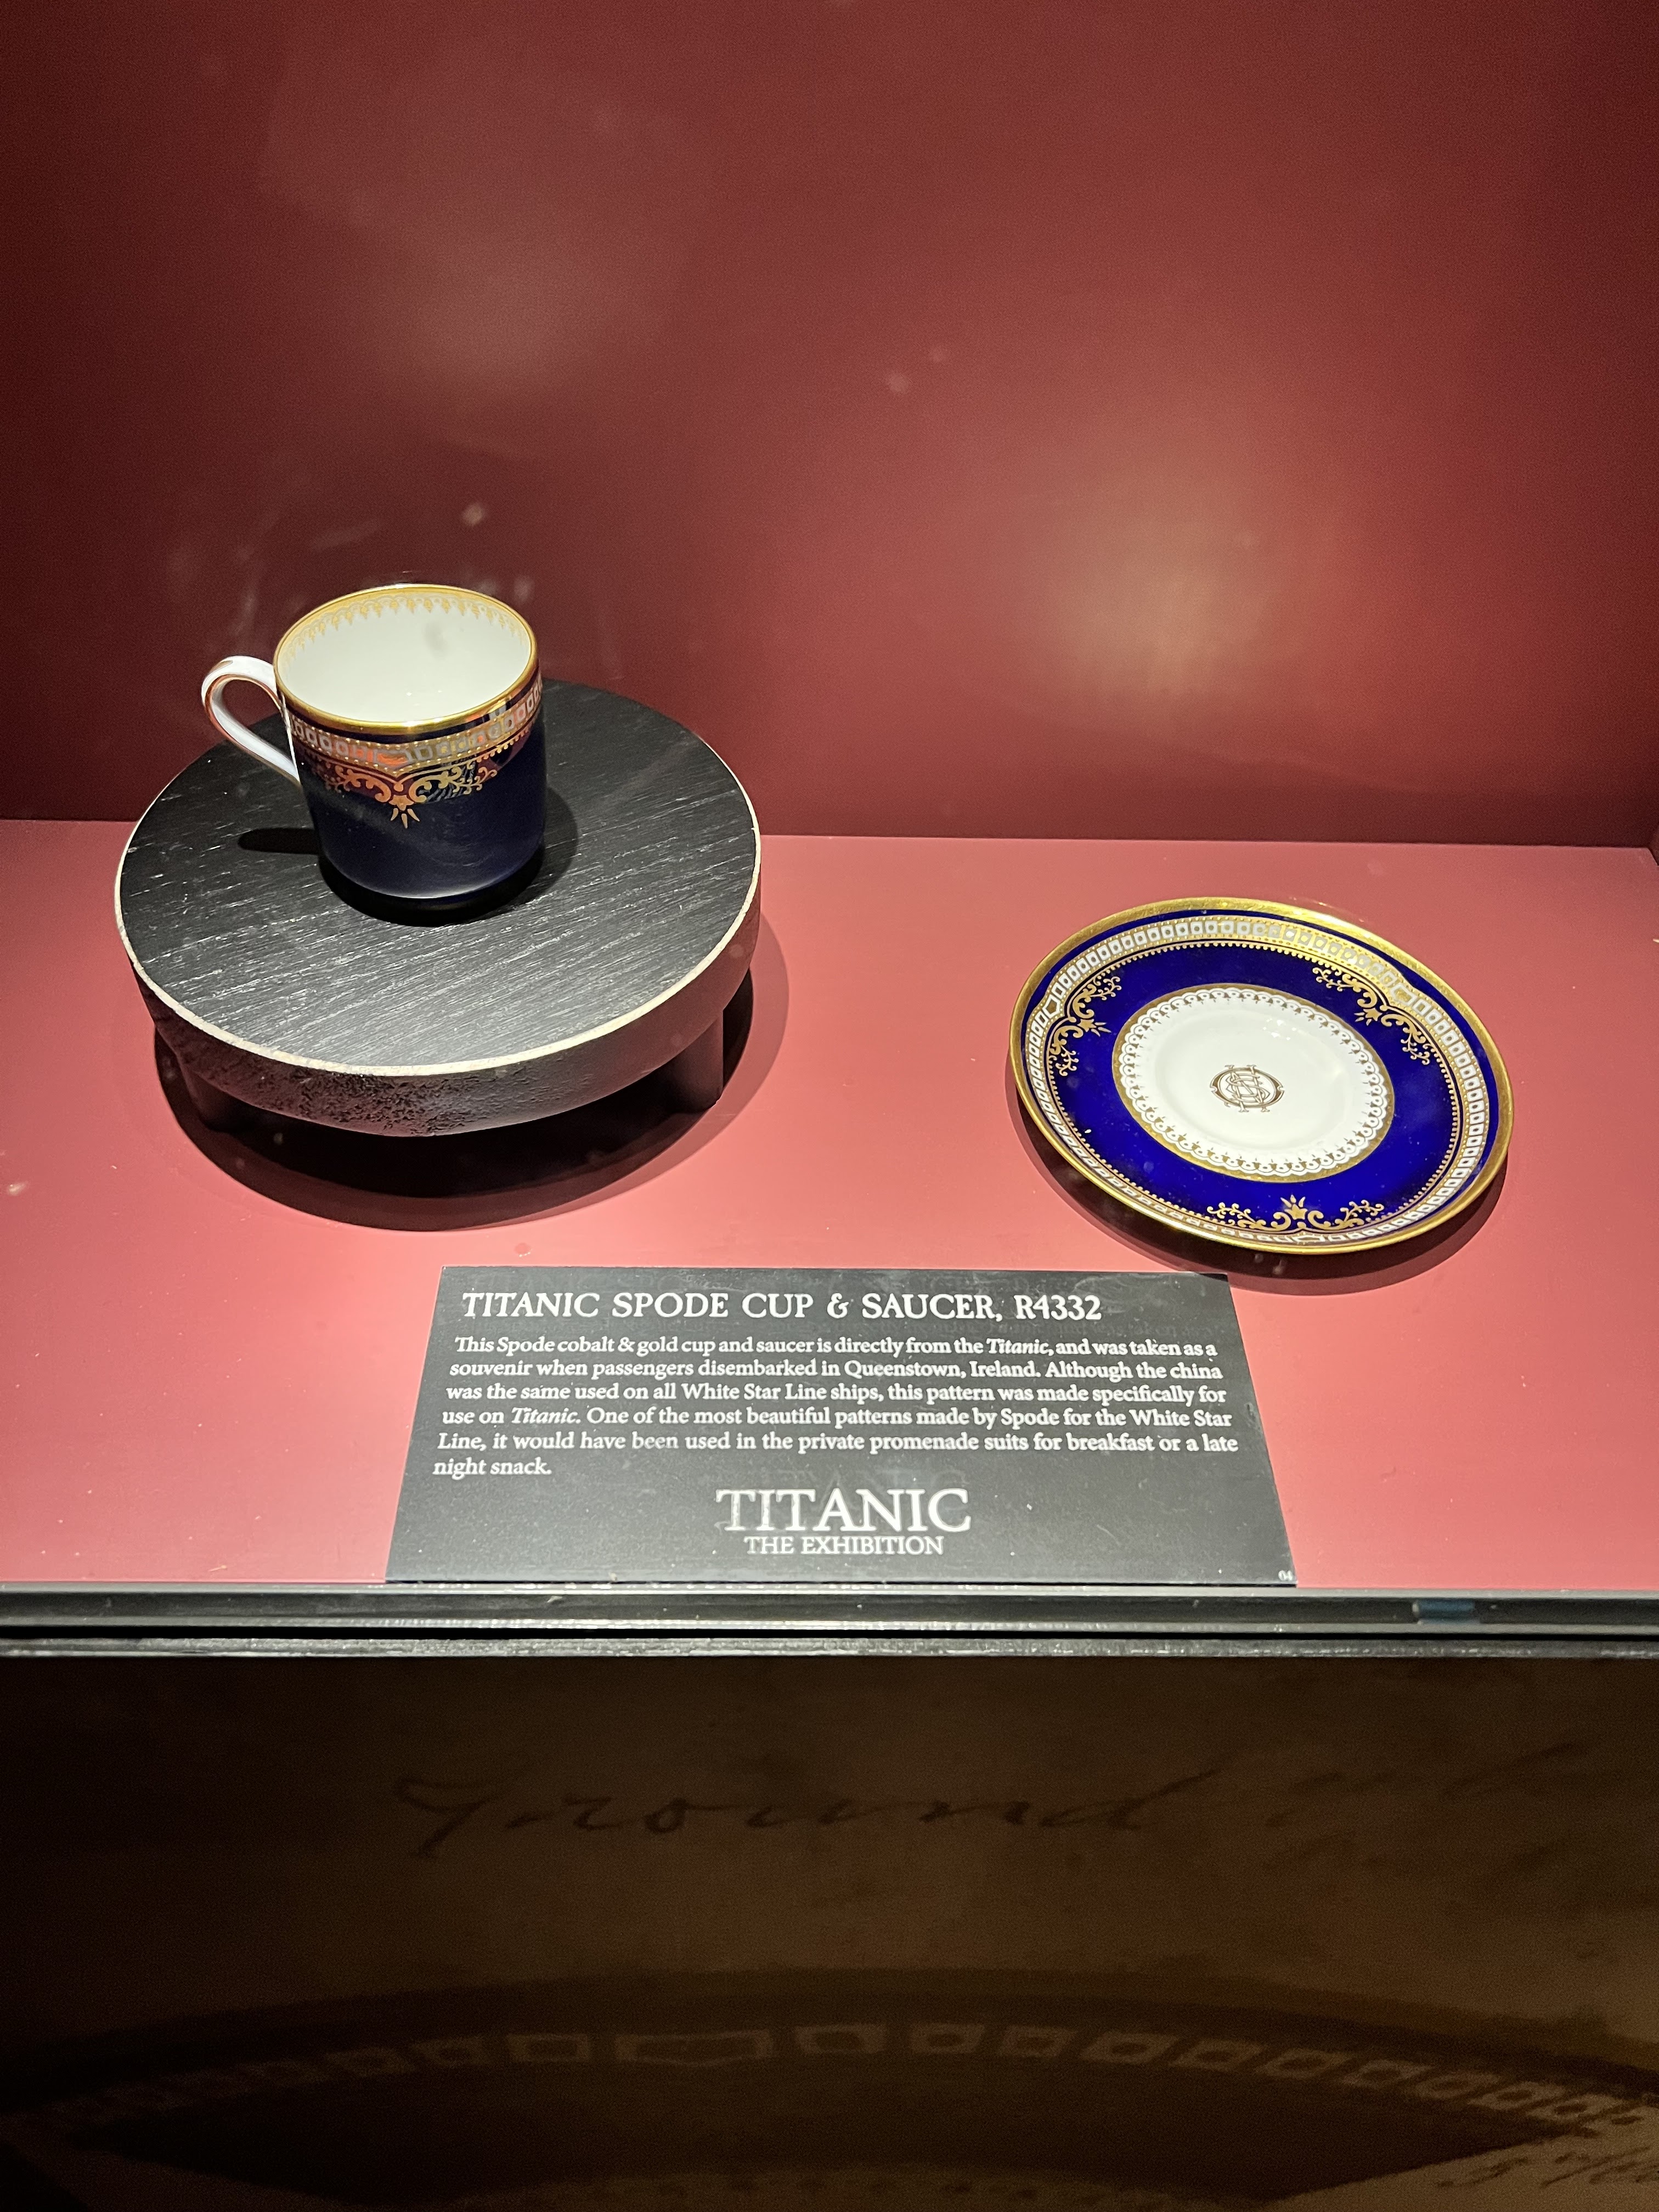 TITANIC SPODE CUP & SAUCER, R4332
This Spode cobalt & gold cup and saucer is directly from the Titanic, and was taken as a
souvenir when passengers disembarked in Queenstown, Ireland. Although the china
was the same used on all White Star Line ships, this pattern was made specifically for
use on Titanic. One of the most beautiful patterns made by Spode for the White Star
Line, it would have been used in the private promenade suits for breakfast or a late
night snack.
TITANIC
THE EXHIBITION
04
Ground